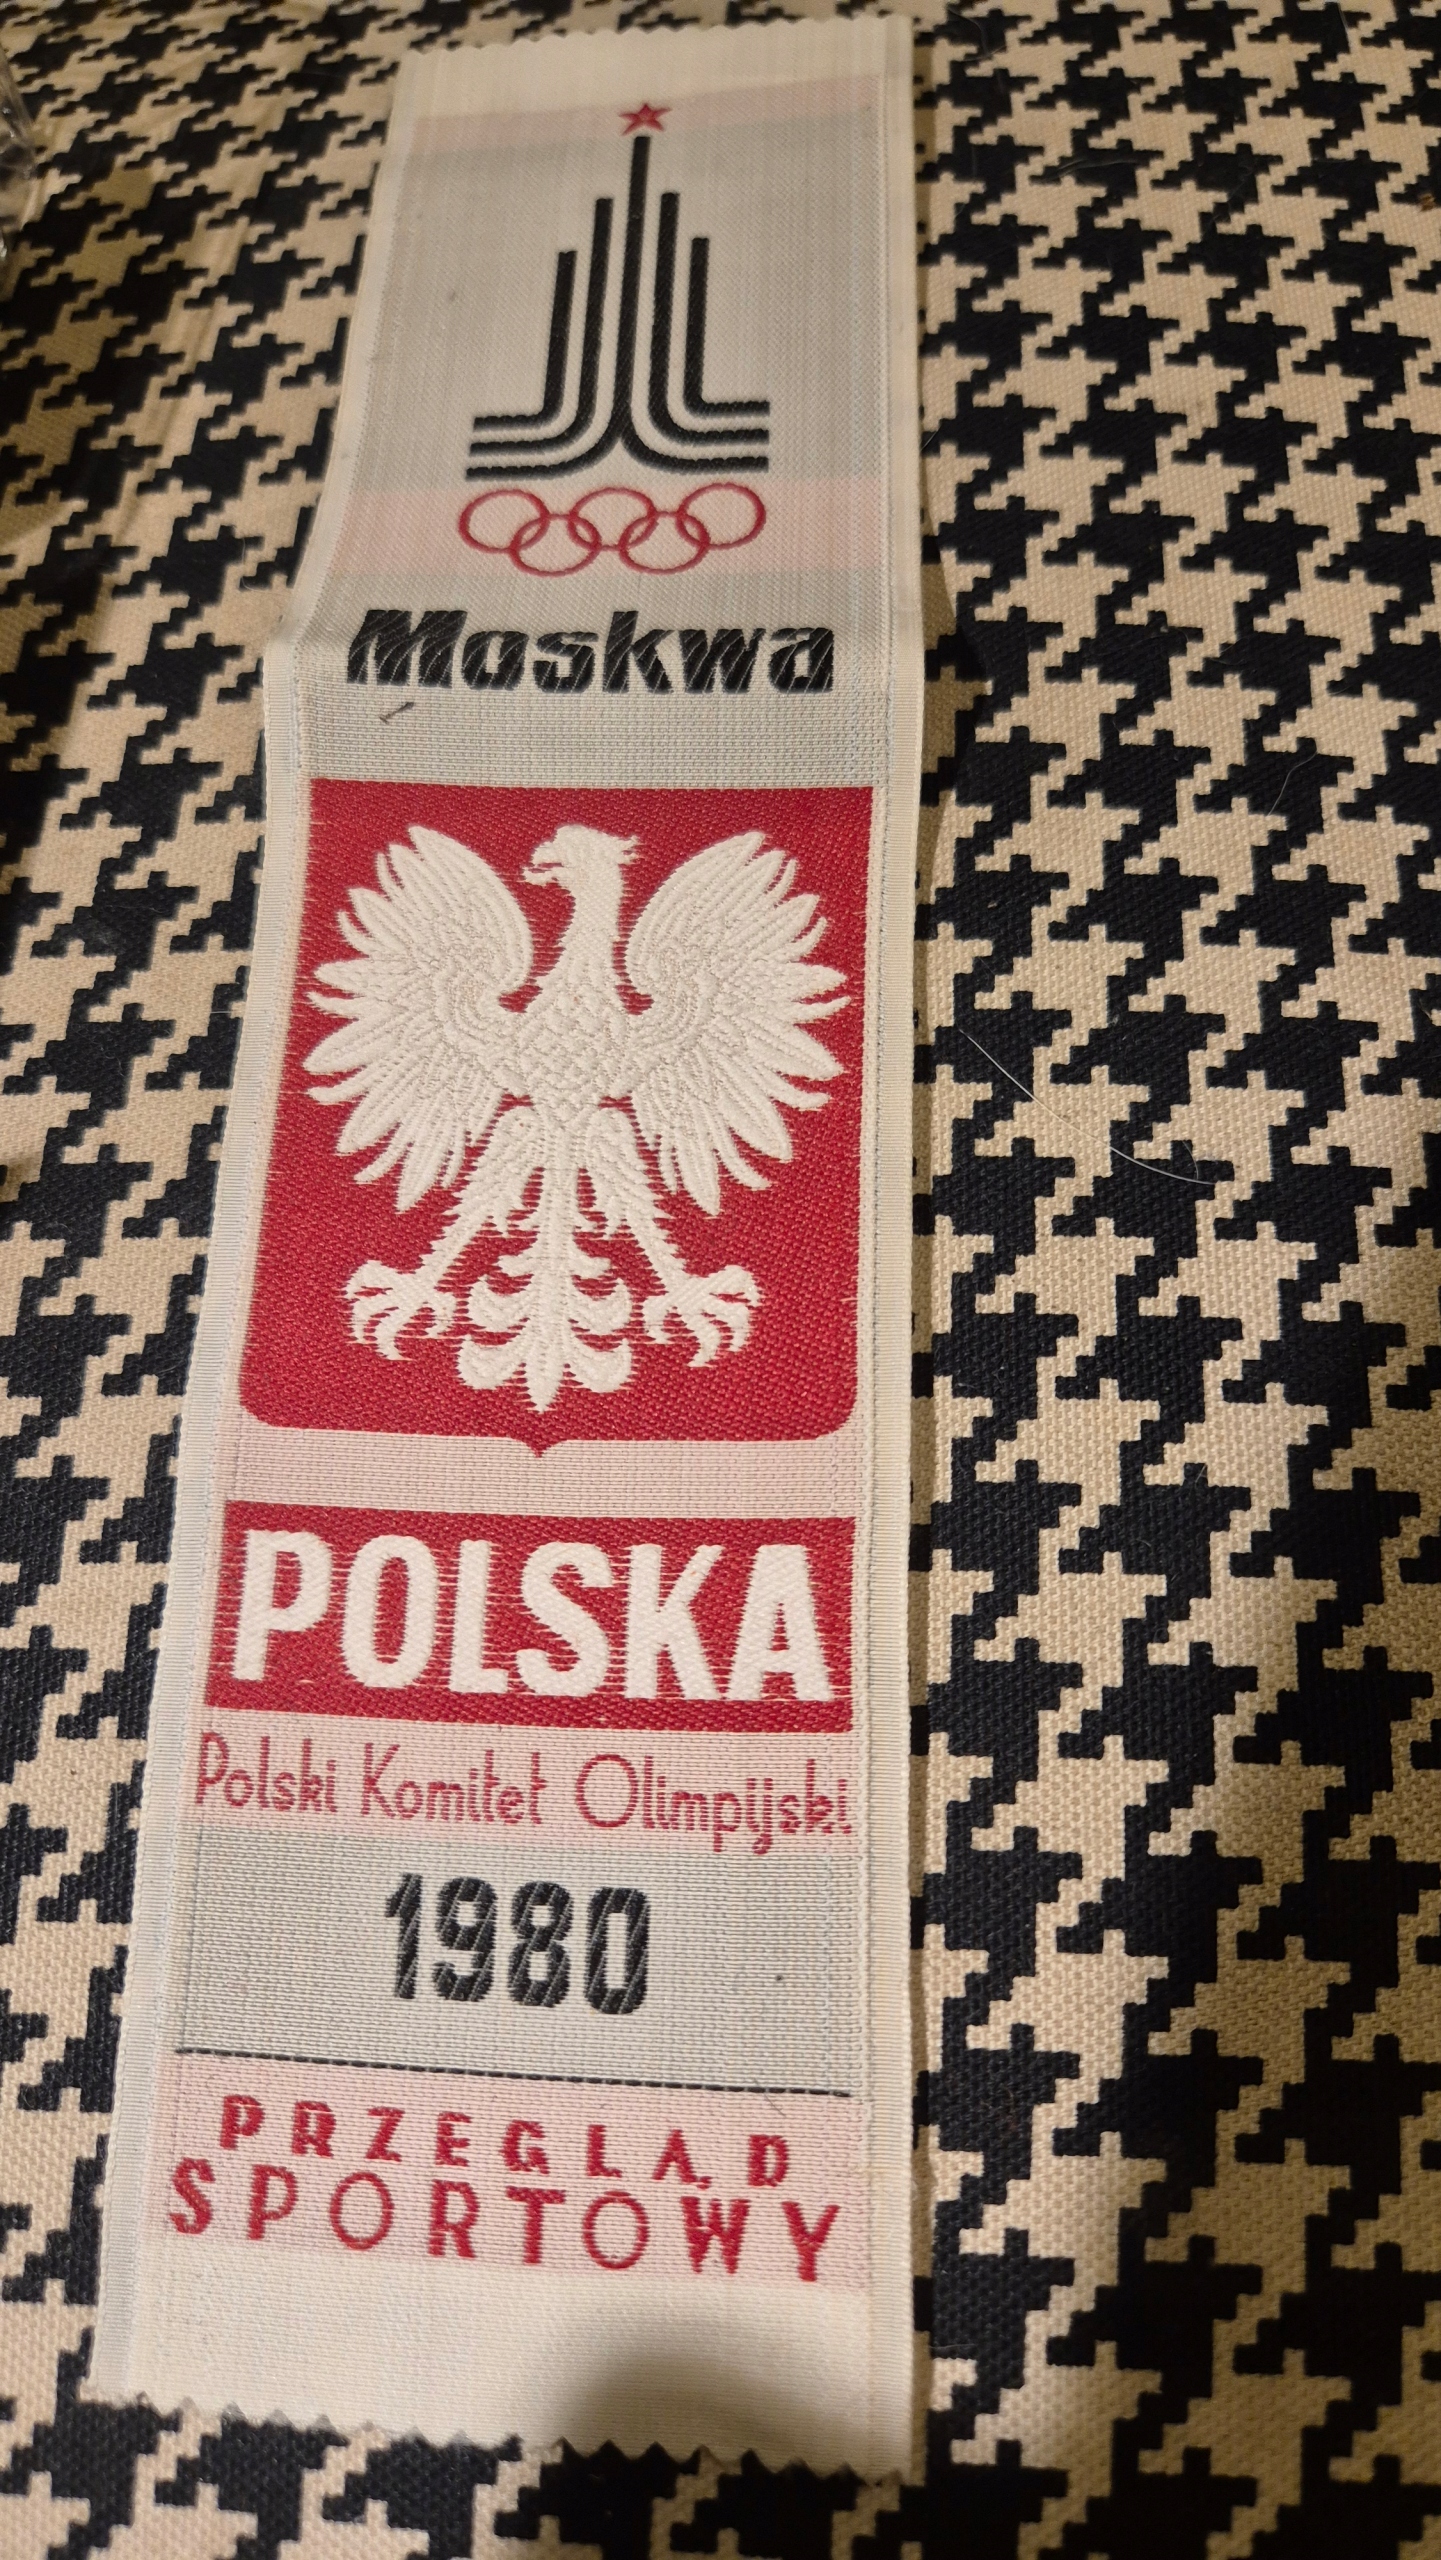 Moskwa
POLSKA
Polski Komitet Olimpijski
1980
PRZEGLĄD
SPORTOWY